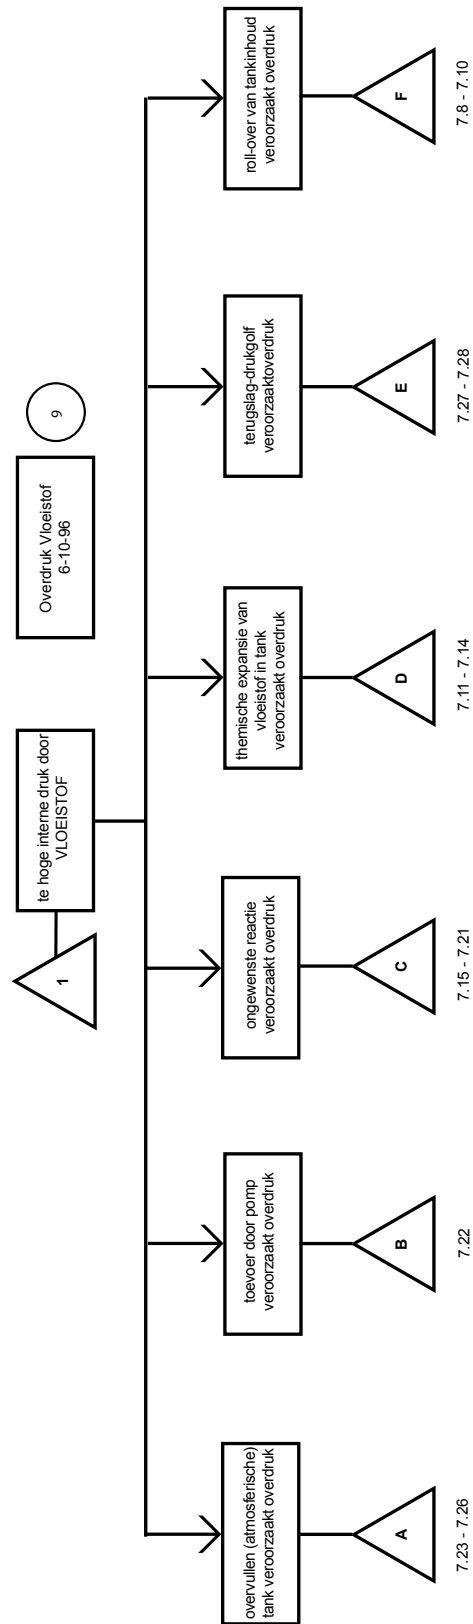 1
te hoge interne druk door
VLOEISTOF
Overdruk Vloeistof
6-10-96
9
overvullen (atmosferische)
tank veroorzaakt overdruk
toevoer door pomp
veroorzaakt overdruk
ongewenste reactie
veroorzaakt overdruk
thermische expansie van
vloeistof in tank
veroorzaakt overdruk
terugslag-drukgolf
veroorzaaktoverdruk
roll-over van tankinhoud
veroorzaakt overdruk
A
B
C
D
E
F
7.23 - 7.26
7.22
7.15 - 7.21
7.11 - 7.14
7.27 - 7.28
7.8 - 7.10